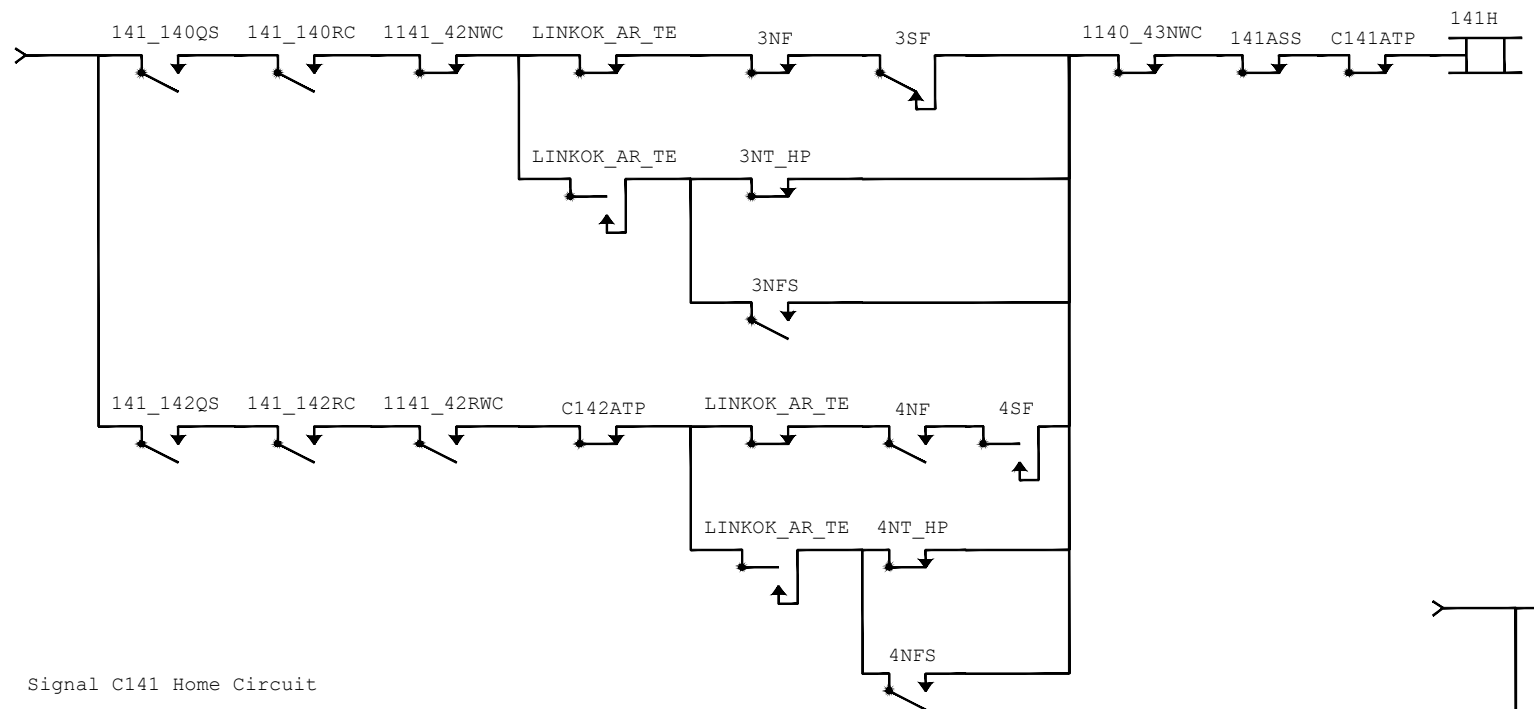 141_140QS 141_140RC 1141_42NWC LINKOK_AR_TE 3NF 3SF 1140_43NWC 141ASS C141ATP 141H
LINKOK_AR_TE 3NT_HP
3NFS
141_142QS 141_142RC 1141_42RWC C142ATP LINKOK_AR_TE 4NF 4SF
LINKOK_AR_TE 4NT_HP
4NFS
Signal C141 Home Circuit